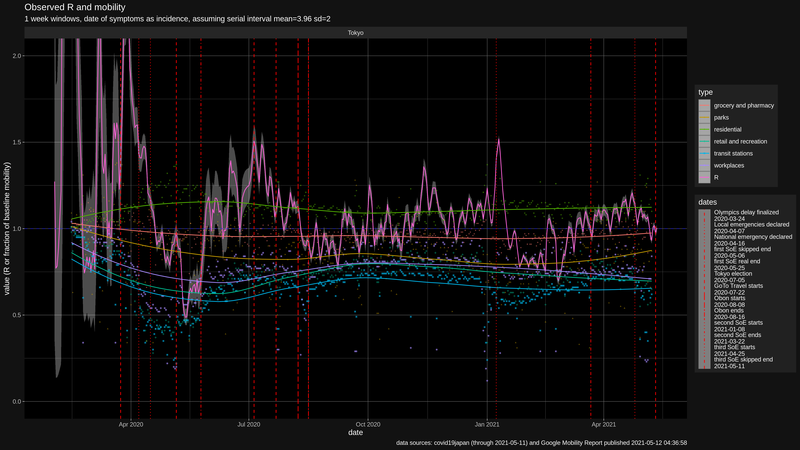 Observed R and mobility
1 week windows, date of symptoms as incidence, assuming serial interval mean=3.96 sd=2
Tokyo
value (R or fraction of baseline mobility)
2.0
1.5
1.0
0.5
0.0
Apr 2020
Jul 2020
Oct 2020
Jan 2021
Apr 2021
date
type
grocery and pharmacy
parks
residential
retail and recreation
transit stations
workplaces
R
dates
Olympics delay finalized
2020-03-24
Local emergencies declared
2020-04-07
National emergency declared
2020-04-16
first SoE skipped end
2020-05-06
first SoE real end
2020-05-25
Tokyo election
2020-07-05
GoTo Travel starts
2020-07-22
Obon starts
2020-08-08
Obon ends
2020-08-16
second SoE starts
2021-01-08
second SoE ends
2021-03-22
third SoE starts
2021-04-25
third SoE skipped end
2021-05-11
data sources: covid19japan (through 2021-05-11) and Google Mobility Report published 2021-05-12 04:36:58